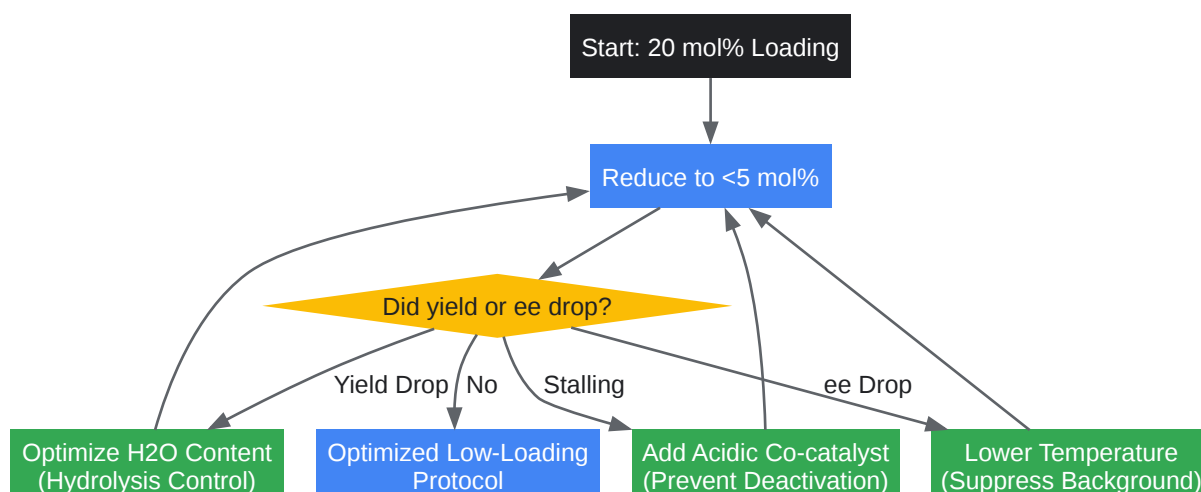 Start: 20 mol% Loading
Reduce to <5 mol%
Did yield or ee drop?
Yield Drop
No
Stalling
ee Drop
Optimize H2O Content
(Hydrolysis Control)
Optimized Low-Loading
Protocol
Add Acidic Co-catalyst
(Prevent Deactivation)
Lower Temperature
(Suppress Background)